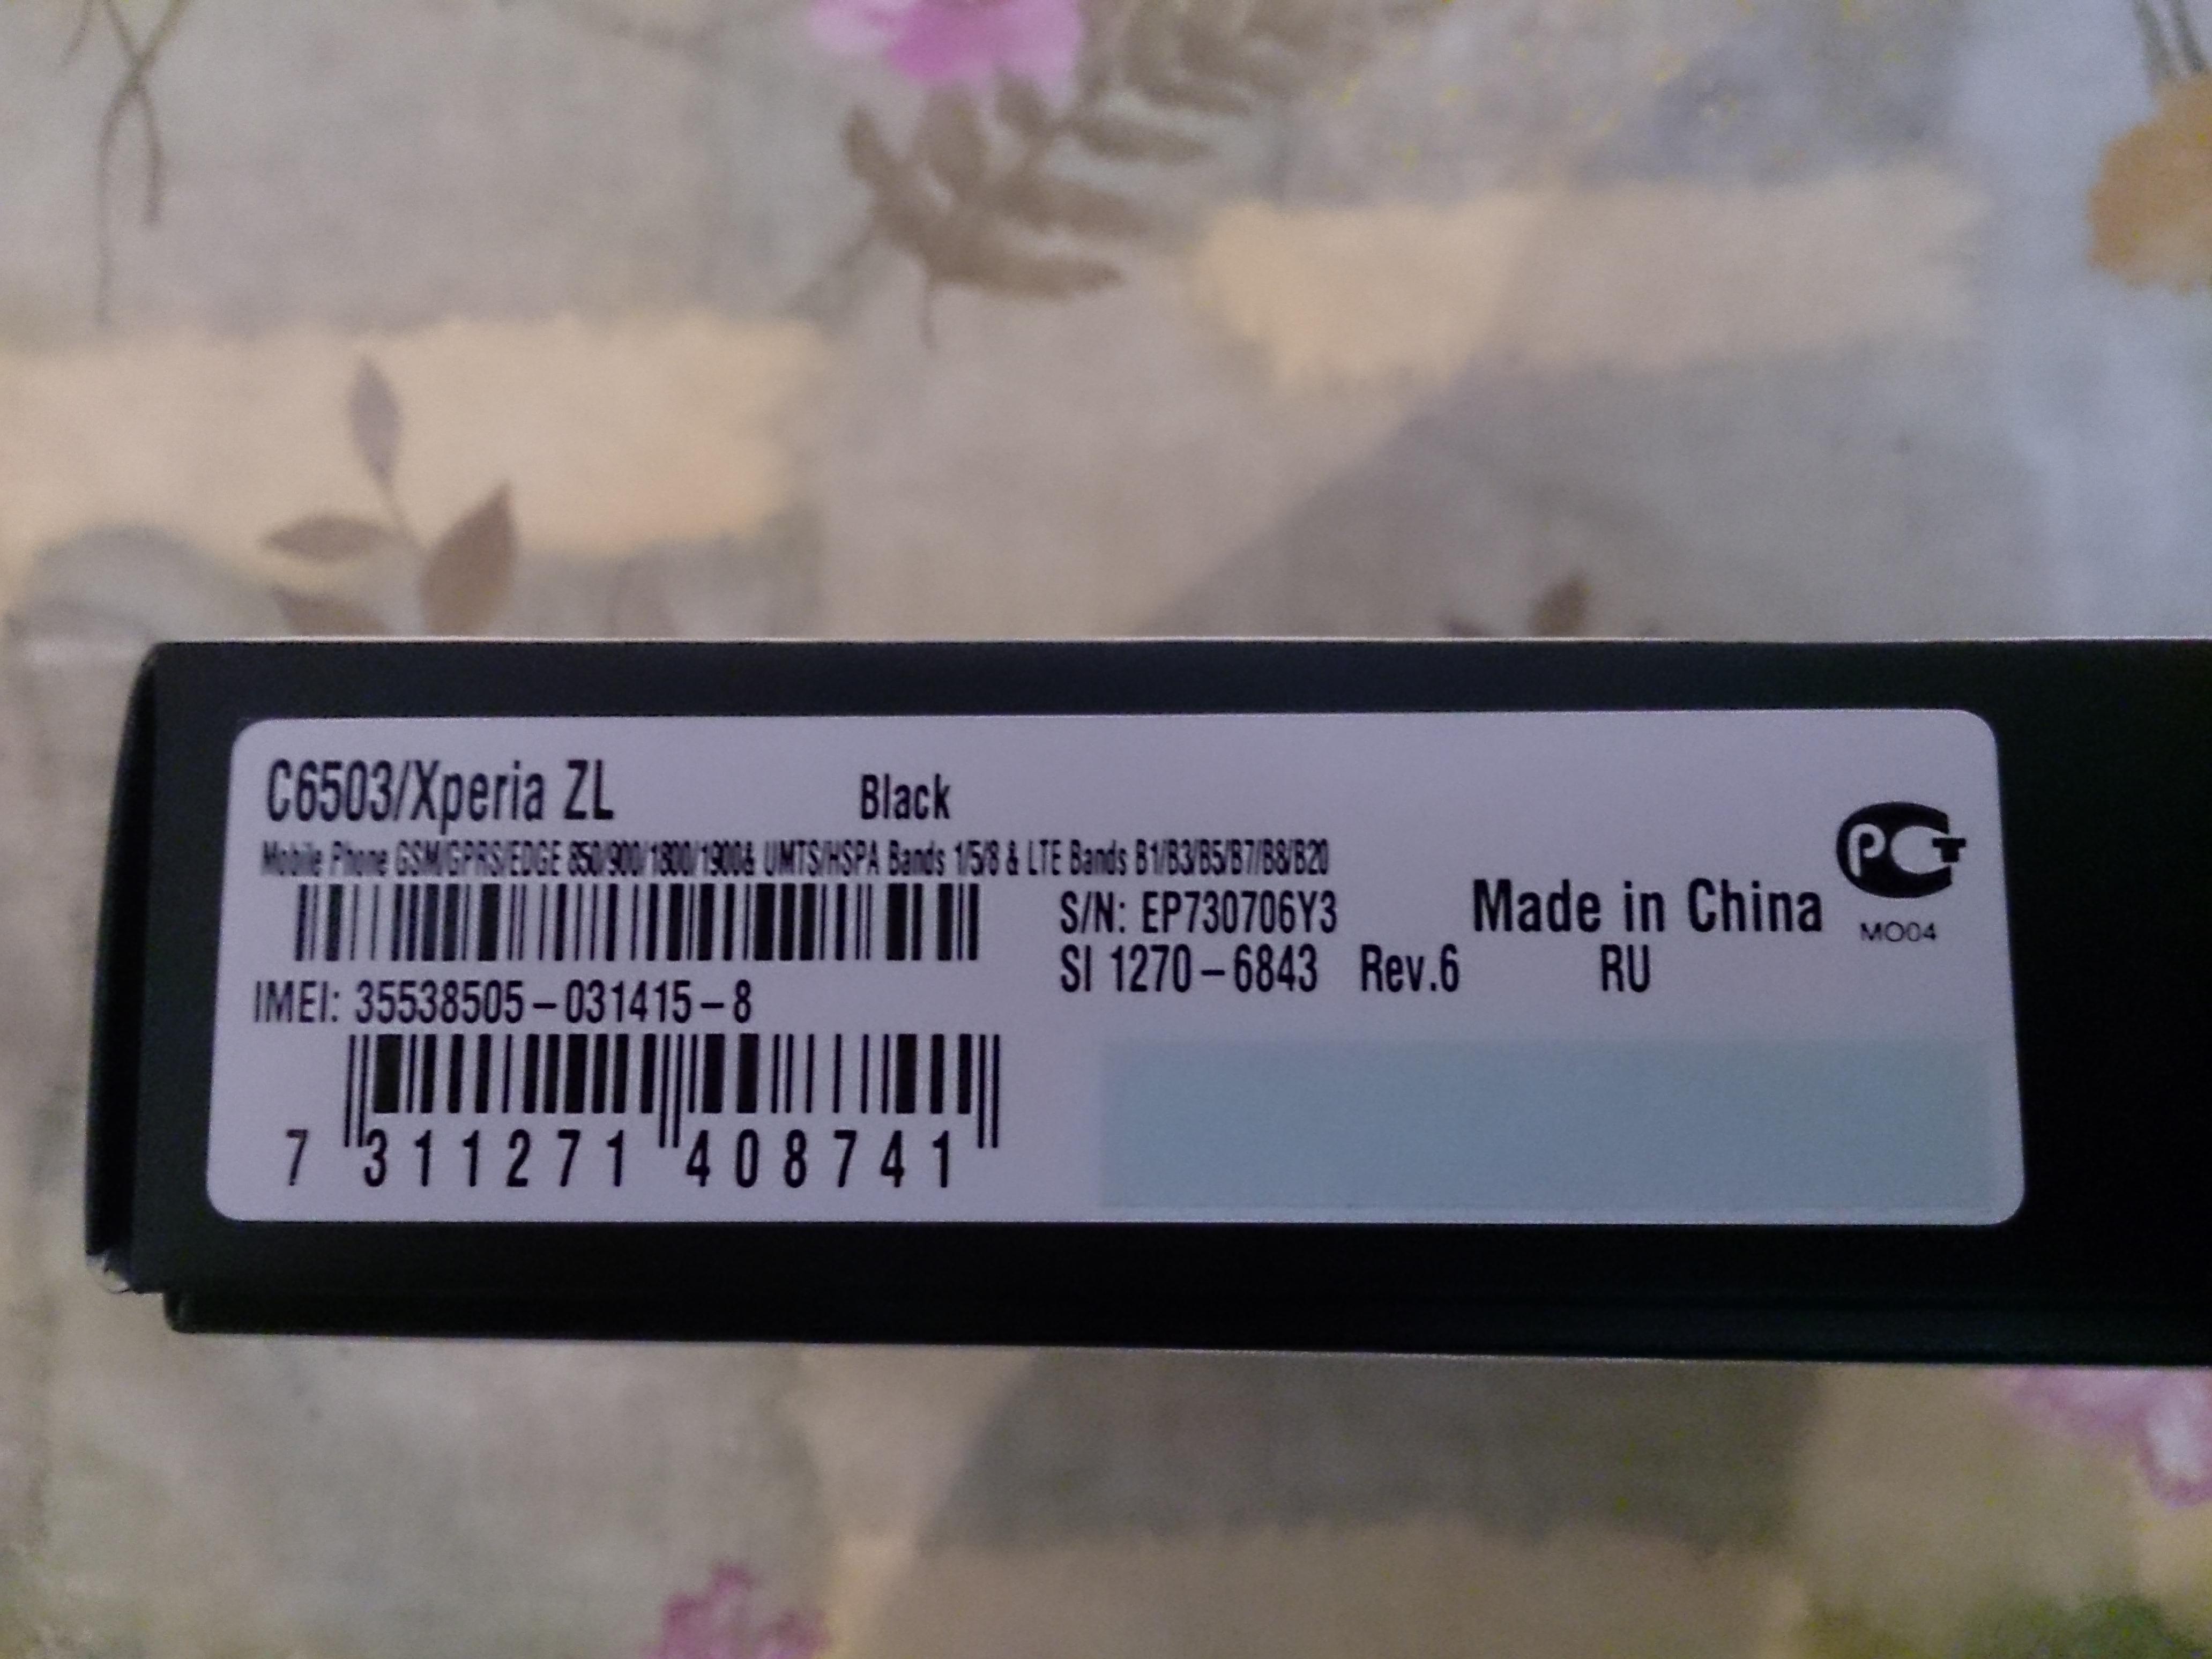 C6503/Xperia ZL Black
Mobile Phone GSM/GPRS/EDGE 850/900/1800/1900& UMTS/HSPA Bands 1/5/8 & LTE Bands B1/B3/B5/B7/B8/B20
S/N: EP730706Y3
Made in China
РСТ
МО04
SI 1270-6843 Rev.6 RU
IMEI: 35538505-031415-8
7 311271 408741